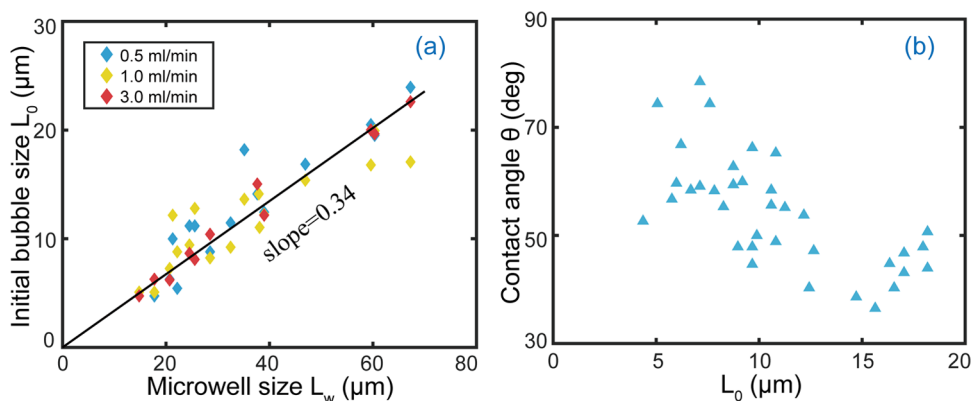 (a)
30
20
10
0
Initial bubble size L₀ (μm)
0.5 ml/min
1.0 ml/min
3.0 ml/min
slope=0.34
0 20 40 60 80
Microwell size L_w (μm)
(b)
90
70
50
30
Contact angle θ (deg)
0 5 10 15 20
L₀ (μm)